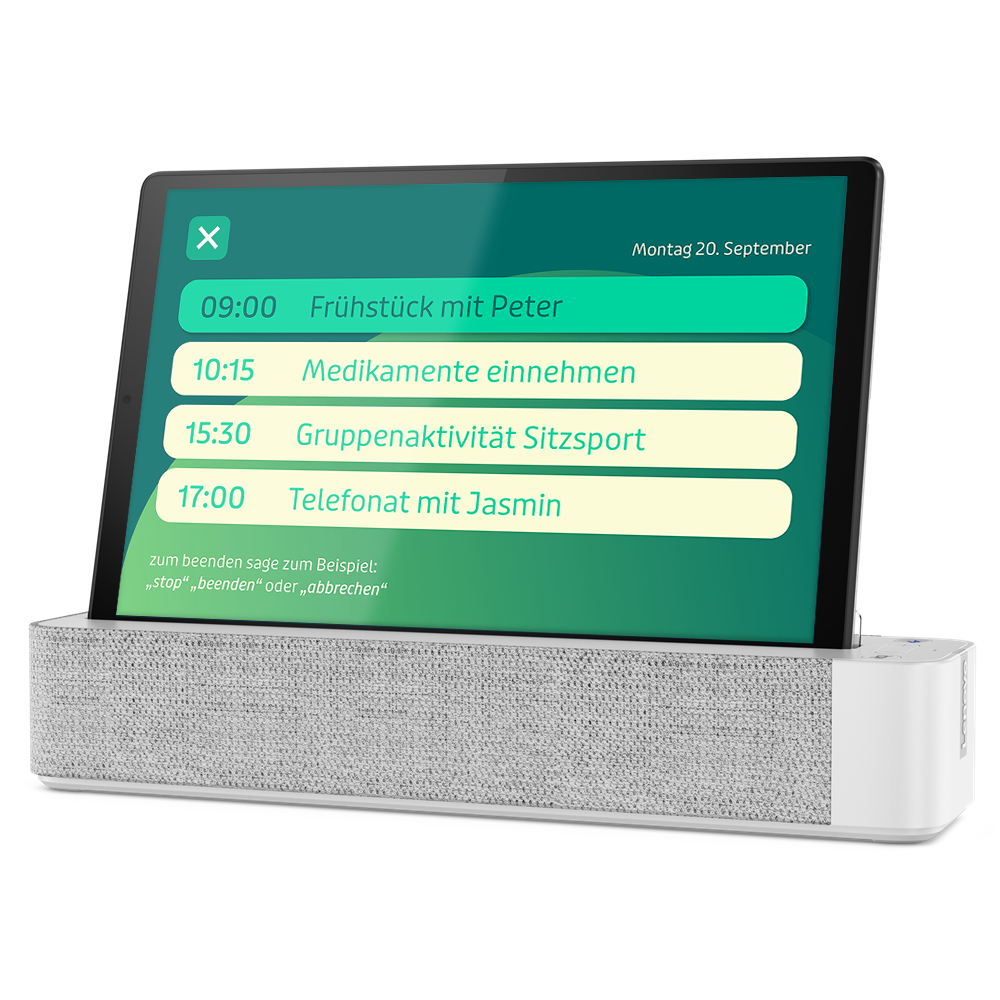 Montag 20. September
09:00 Frühstück mit Peter
10:15 Medikamente einnehmen
15:30 Gruppenaktivität Sitzsport
17:00 Telefonat mit Jasmin
zum beenden sage zum Beispiel:
„stop“ „beenden“ oder „abbrechen“
Lenovo